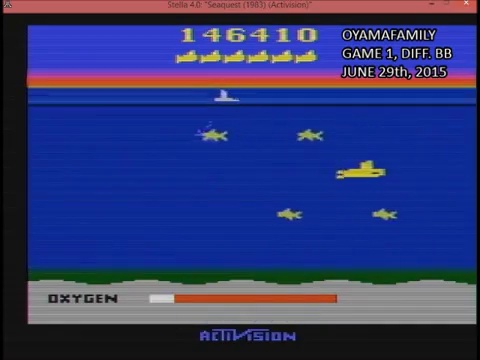 Stella 4.0: "Seaquest (1983) (Activision)"
146410
OYAMAFAMILY
GAME 1, DIFF. BB
JUNE 29th, 2015
OXYGEN
ACTIVISION